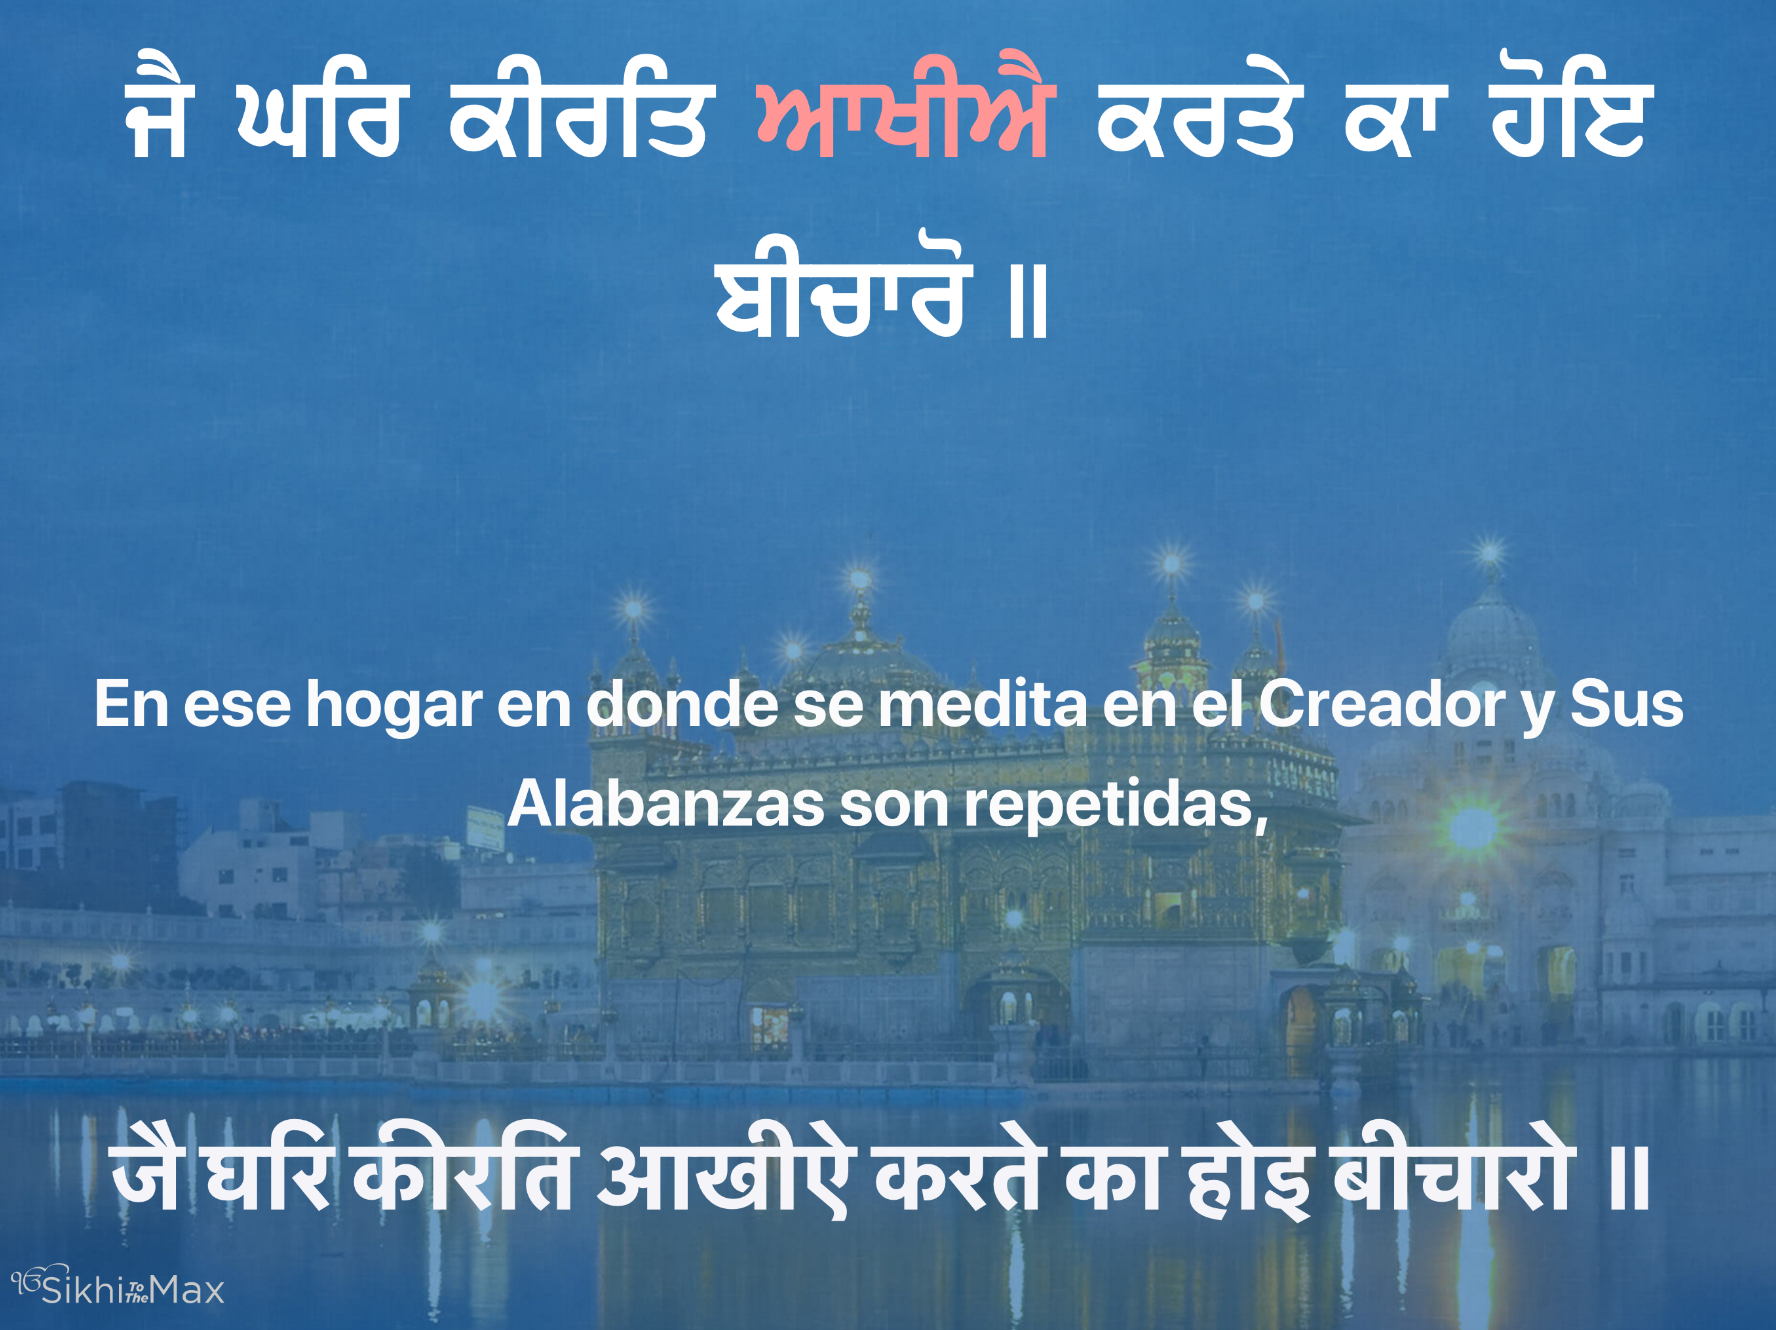 ਜੈ ਘਰਿ ਕੀਰਤਿ ਆਖੀਐ ਕਰਤੇ ਕਾ ਹੋਇ
ਬੀਚਾਰੋ ॥
En ese hogar en donde se medita en el Creador y Sus
Alabanzas son repetidas,
जै घरि कीरति आखीऐ करते का होइ बीचारो ॥
ੴSikhiToTheMax